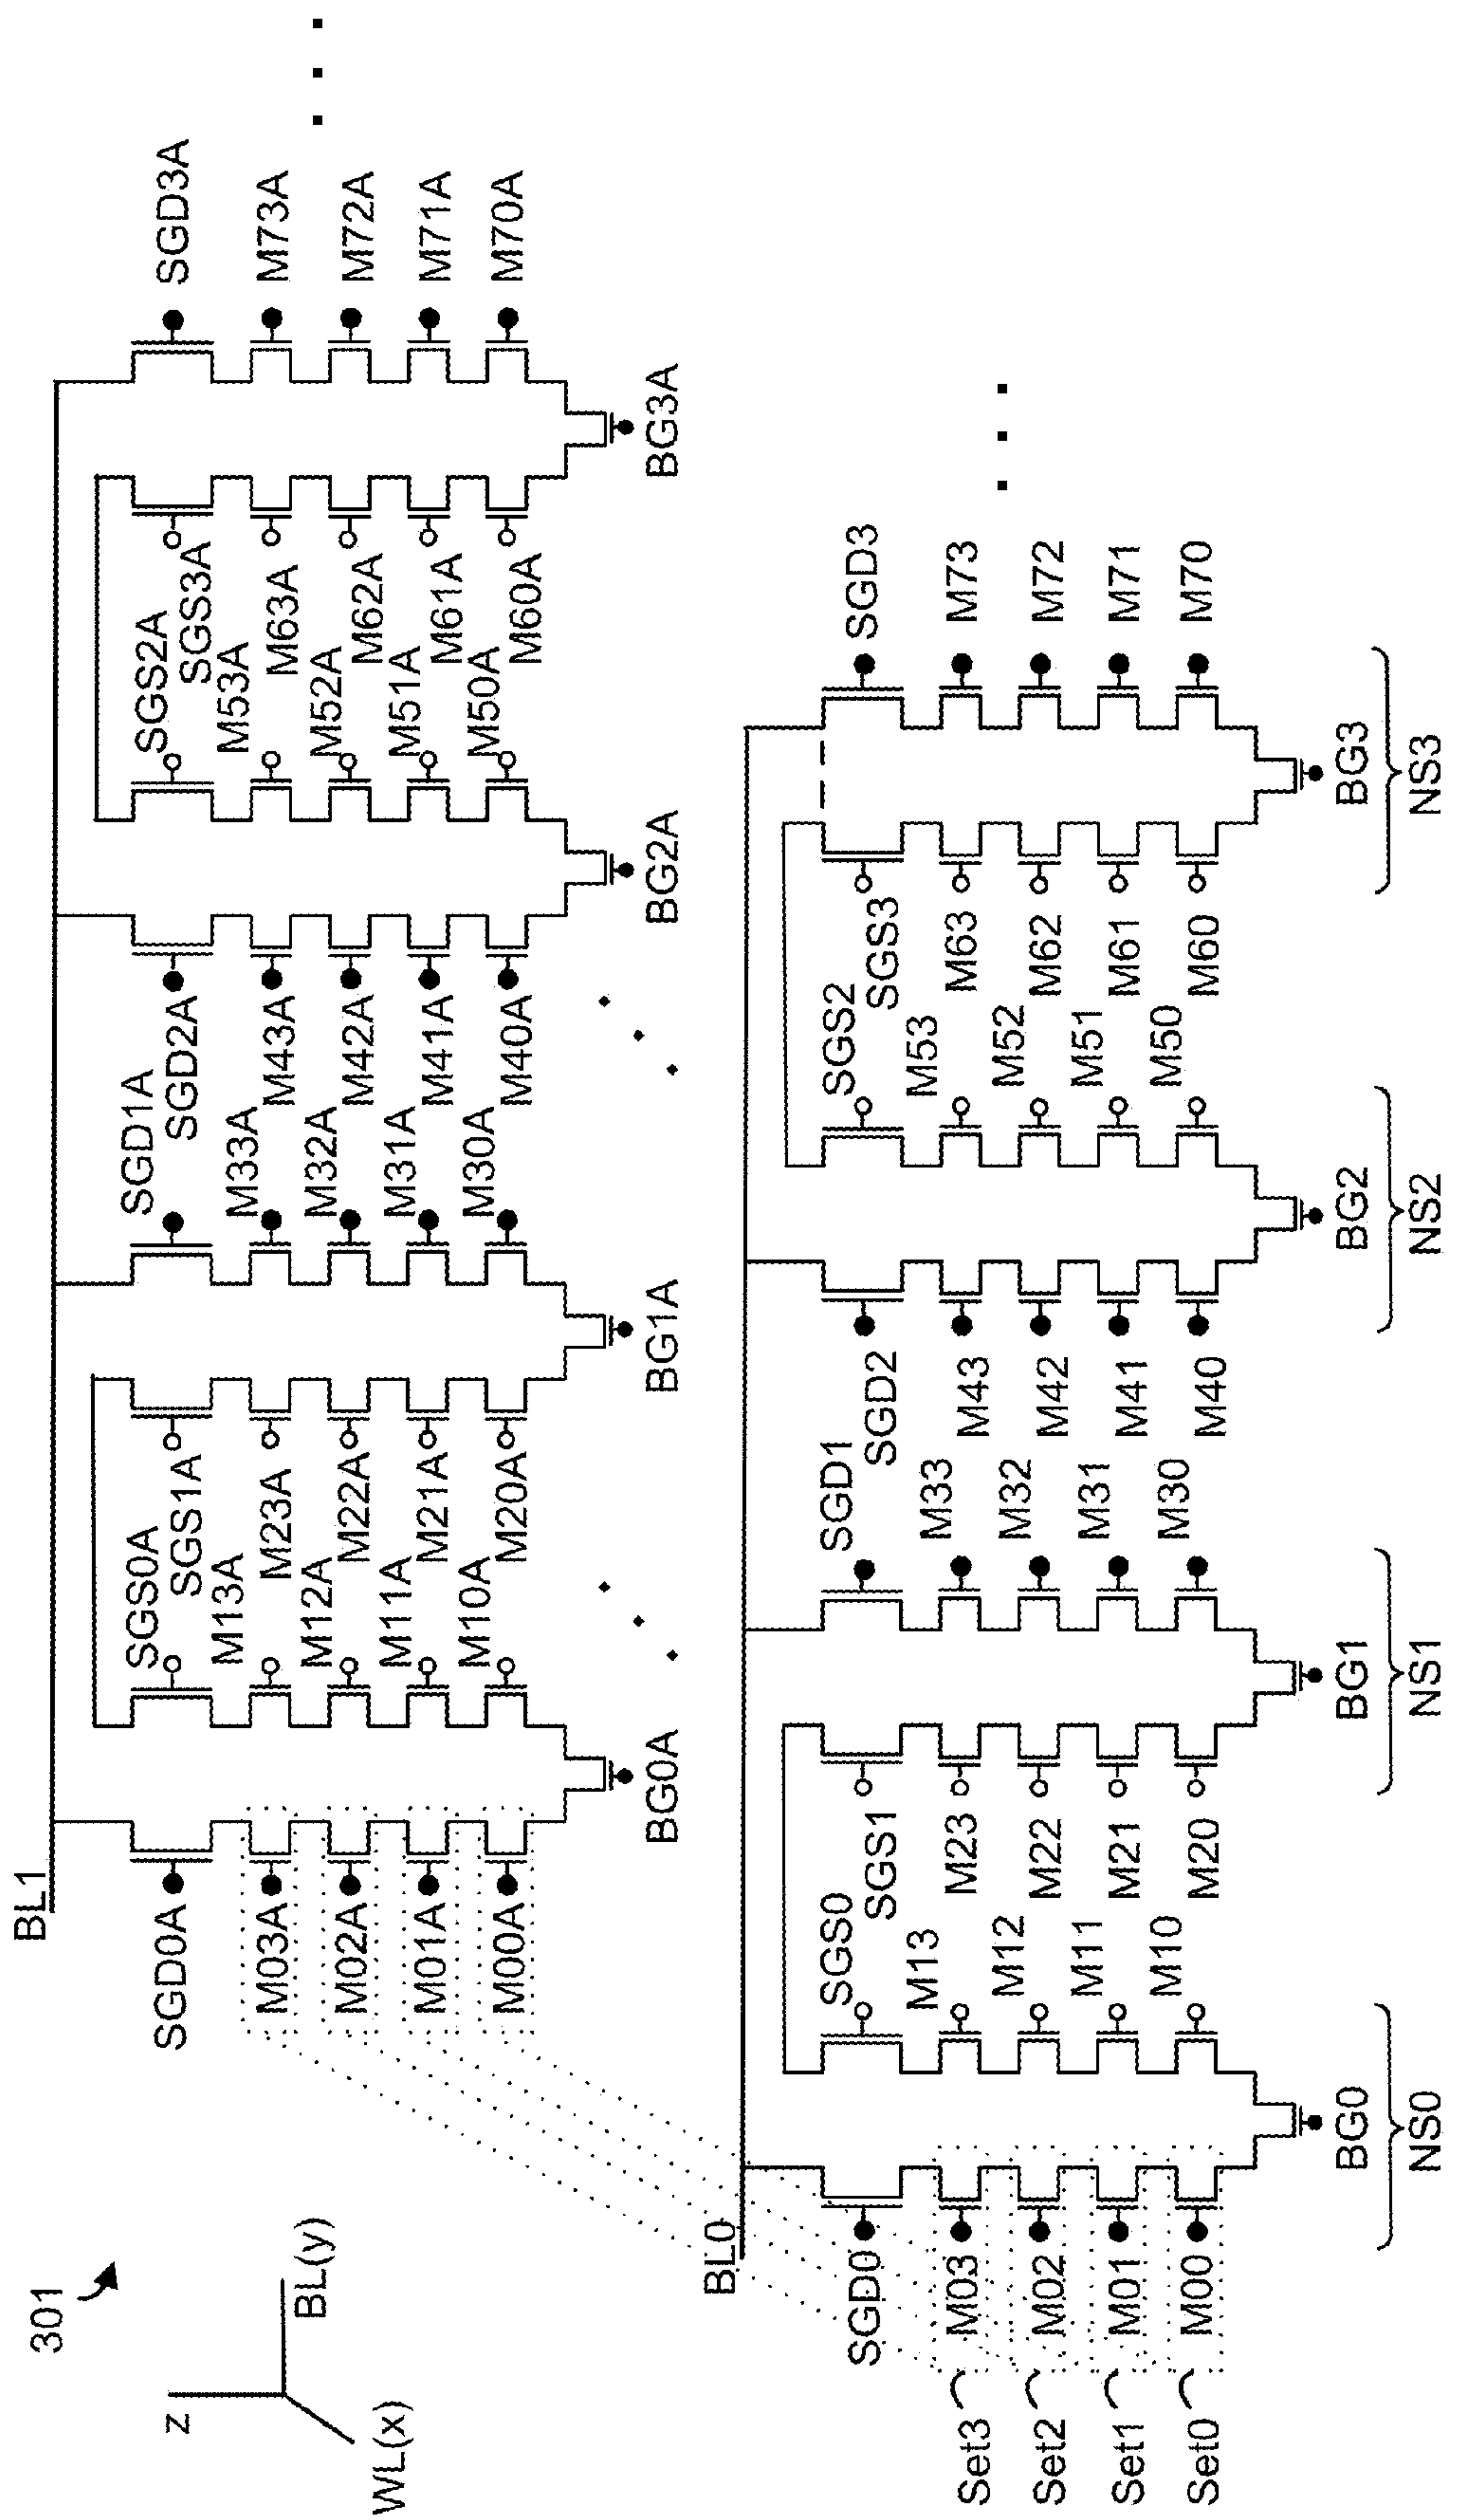 301
z
BL(y)
WL(x)
BL1
SGD0A
SGS0A
SGS1A
SGD1A
SGD2A
SGS2A
SGS3A
SGD3A
M03A
M13A
M23A
M33A
M43A
M53A
M63A
M73A
M02A
M12A
M22A
M32A
M42A
M52A
M62A
M72A
M01A
M11A
M21A
M31A
M41A
M51A
M61A
M71A
M00A
M10A
M20A
M30A
M40A
M50A
M60A
M70A
BG0A
BG1A
BG2A
BG3A
BL0
SGD0
SGS0
SGS1
SGD1
SGD2
SGS2
SGS3
SGD3
Set3
M03
M13
M23
M33
M43
M53
M63
M73
Set2
M02
M12
M22
M32
M42
M52
M62
M72
Set1
M01
M11
M21
M31
M41
M51
M61
M71
Set0
M00
M10
M20
M30
M40
M50
M60
M70
BG0
BG1
BG2
BG3
NS0
NS1
NS2
NS3